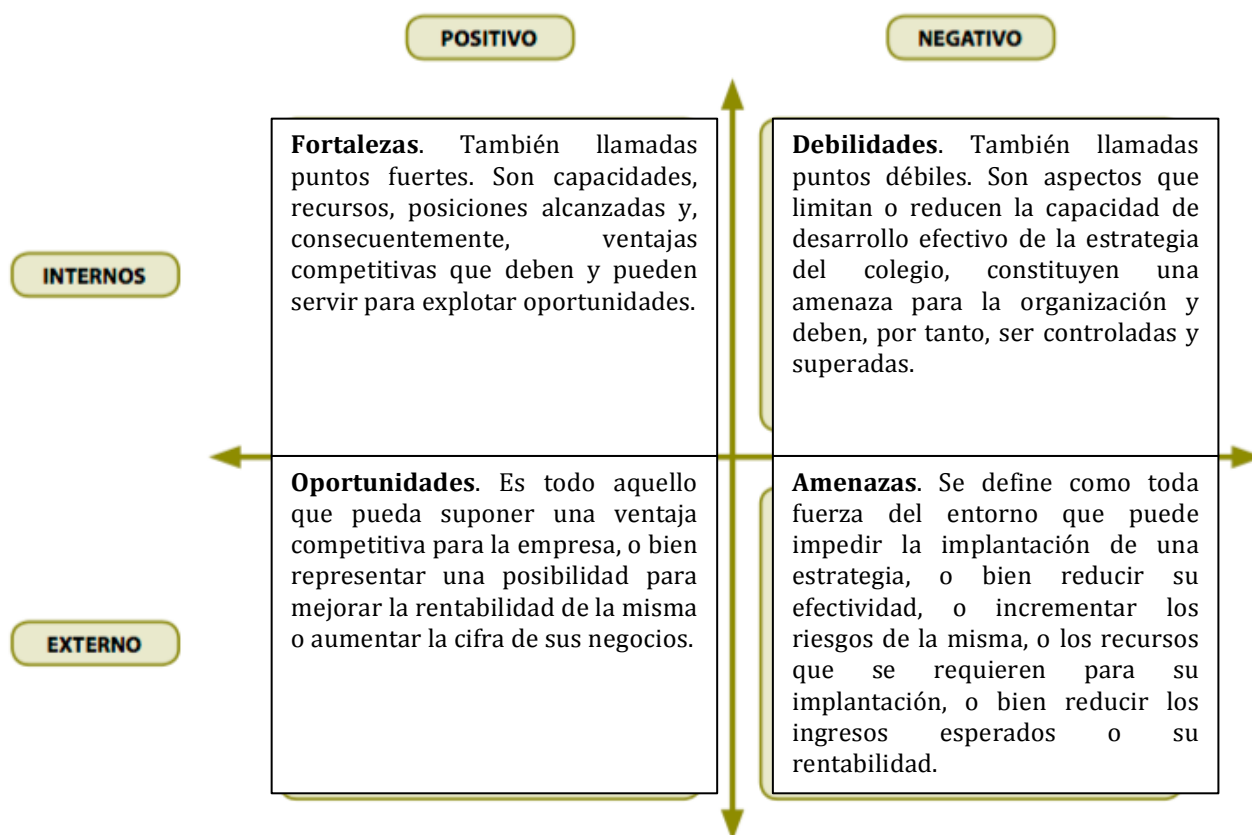 POSITIVO
NEGATIVO
INTERNOS
Fortalezas. También llamadas
puntos fuertes. Son capacidades,
recursos, posiciones alcanzadas y,
consecuentemente, ventajas
competitivas que deben y pueden
servir para explotar oportunidades.
Debilidades. También llamadas
puntos débiles. Son aspectos que
limitan o reducen la capacidad de
desarrollo efectivo de la estrategia
del colegio, constituyen una
amenaza para la organización y
deben, por tanto, ser controladas y
superadas.
EXTERNO
Oportunidades. Es todo aquello
que pueda suponer una ventaja
competitiva para la empresa, o bien
representar una posibilidad para
mejorar la rentabilidad de la misma
o aumentar la cifra de sus negocios.
Amenazas. Se define como toda
fuerza del entorno que puede
impedir la implantación de una
estrategia, o bien reducir su
efectividad, o incrementar los
riesgos de la misma, o los recursos
que se requieren para su
implantación, o bien reducir los
ingresos esperados o su
rentabilidad.